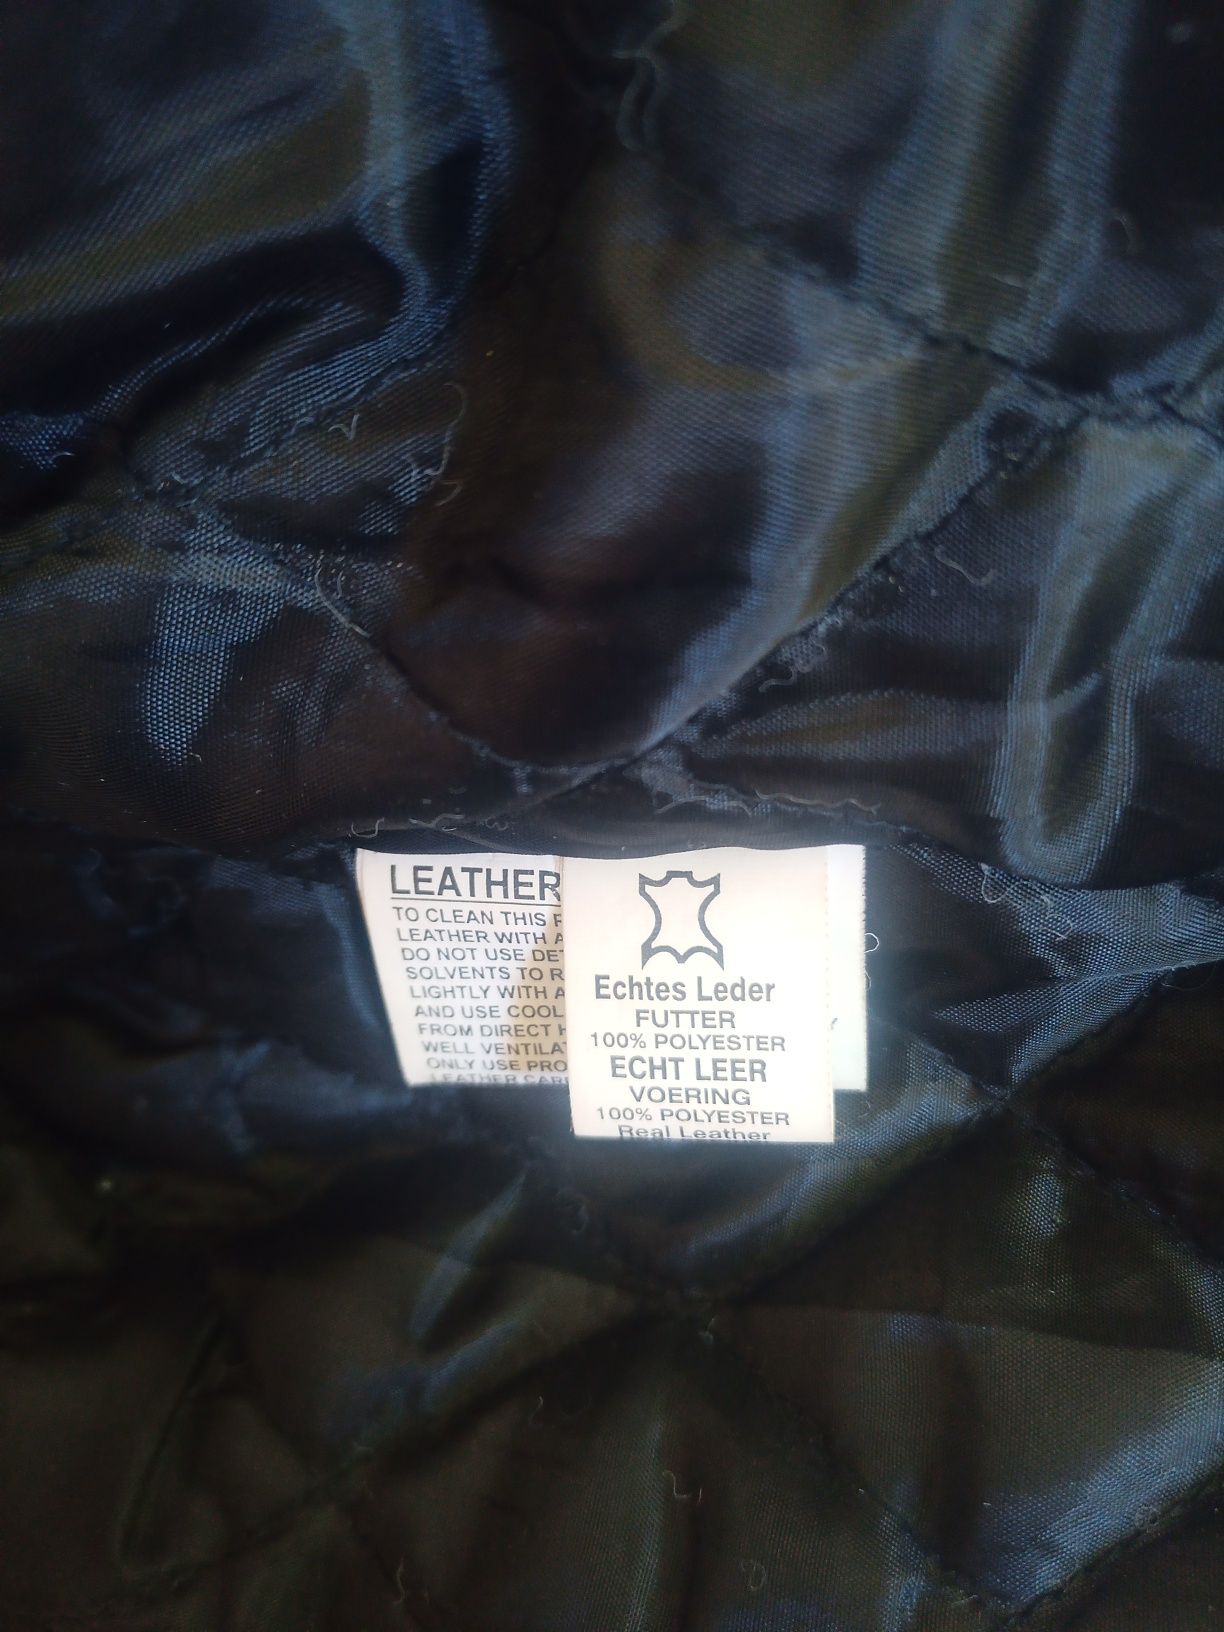 LEATHER
TO CLEAN THIS
LEATHER WITH
DO NOT USE
SOLVENTS TO
LIGHTLY WITH
AND USE COOL
FROM DIRECT
WELL
ONLY USE
LEATHER
Echtes Leder
FUTTER
100% POLYESTER
ECHT LEER
VOERING
100% POLYESTER
Real Leather